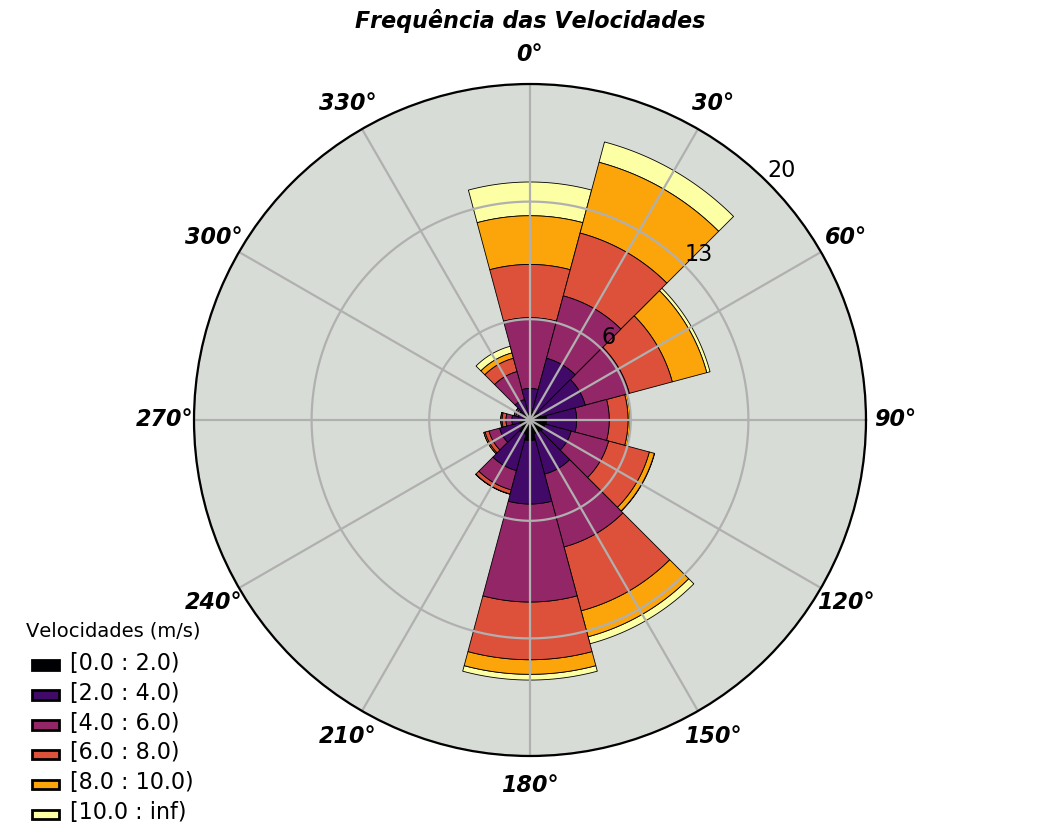 Frequência das Velocidades
0°
330°
30°
20
300°
60°
13
6
270°
90°
240°
120°
210°
150°
180°
Velocidades (m/s)
[0.0 : 2.0)
[2.0 : 4.0)
[4.0 : 6.0)
[6.0 : 8.0)
[8.0 : 10.0)
[10.0 : inf)